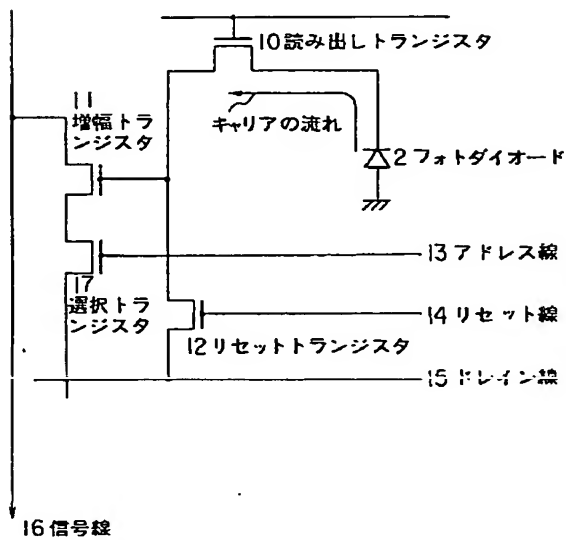 10読み出しトランジスタ
11
増幅トラ
ンジスタ
キャリアの流れ
2フォトダイオード
13アドレス線
17
選択トラ
ンジスタ
14リセット線
12リセットトランジスタ
15ドレイン線
16信号線